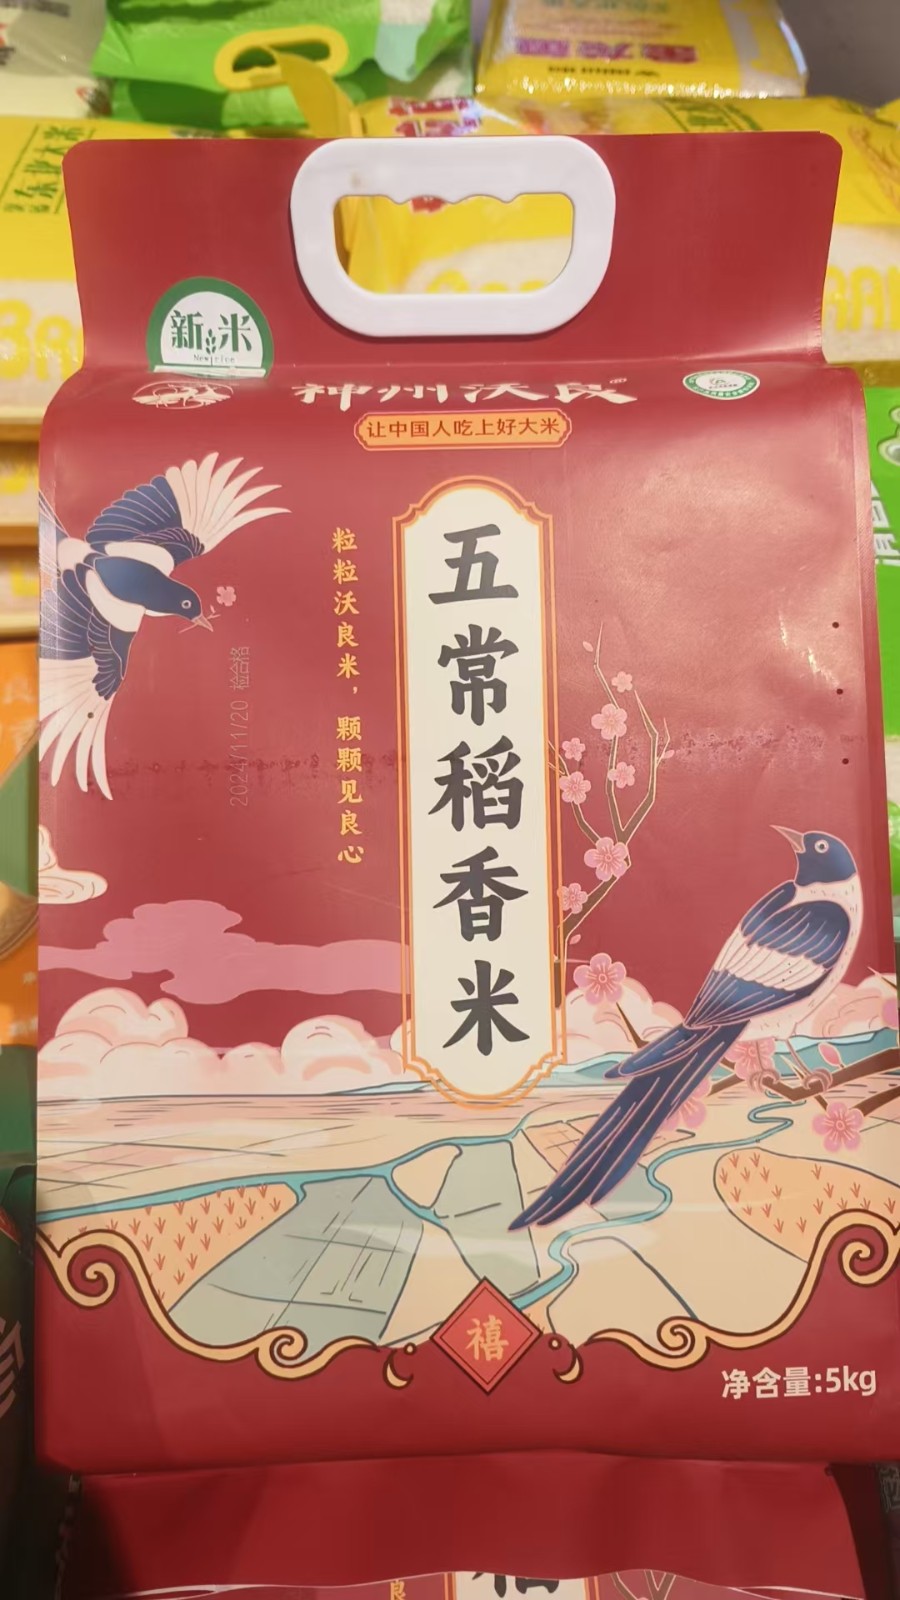 新米
New rice
神州沃良
让中国人吃上好大米
五常稻香米
粒粒沃良米，颗颗见良心
2024/11/20 检合格
禧
净含量:5kg